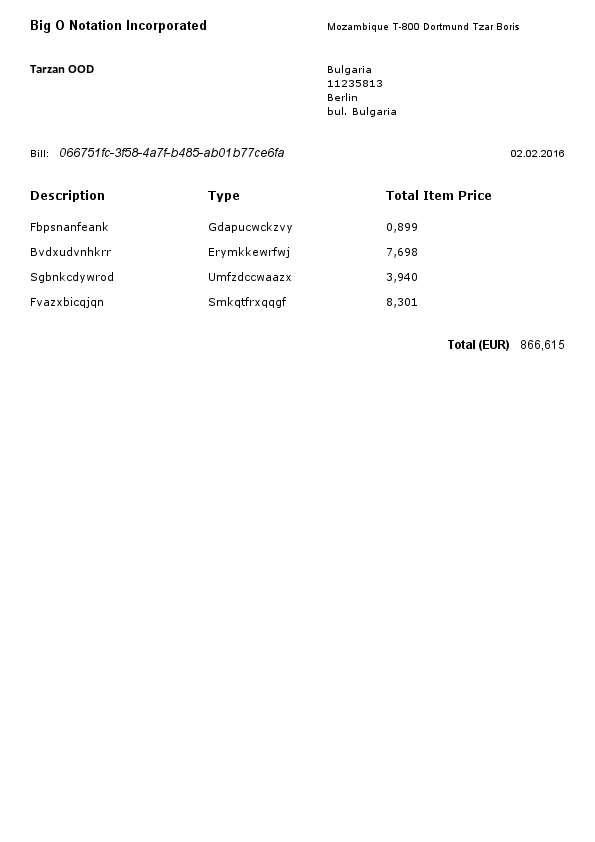 Big O Notation Incorporated Mozambique T-800 Dortmund Tzar Boris
Tarzan OOD Bulgaria
11235813
Berlin
bul. Bulgaria
Bill: 066751fc-3f58-4a7f-b485-ab01b77ce6fa 02.02.2016
Description Type Total Item Price
Fbpsnanfeank Gdapucwckzvy 0,899
Bvdxudvnhkrr Erymkkewrfwj 7,698
Sgbnkcdywrod Umfzdccwaazx 3,940
Fvazxbicqjqn Smkqtfrxqqgf 8,301
Total (EUR) 866,615